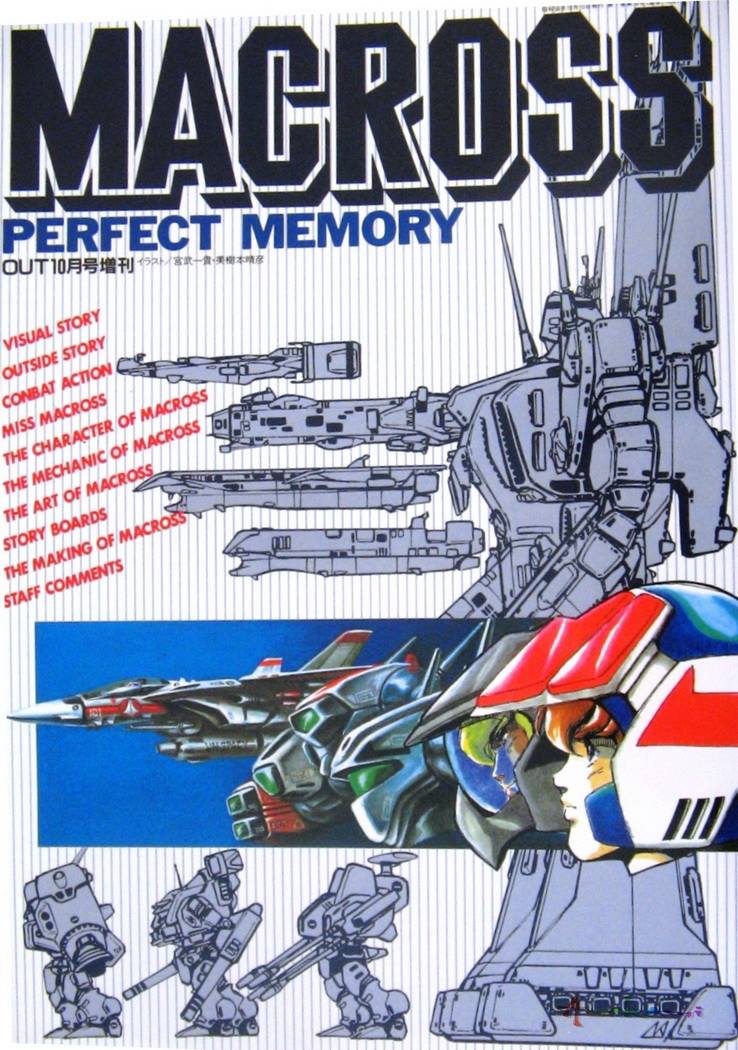 MACROSS
PERFECT MEMORY
OUT10月号増刊 イラスト/宮武一貴・美樹本晴彦
VISUAL STORY
OUTSIDE STORY
CONBAT ACTION
MISS MACROSS
THE CHARACTER OF MACROSS
THE MECHANIC OF MACROSS
THE ART OF MACROSS
STORY BOARDS
THE MAKING OF MACROSS
STAFF COMMENTS